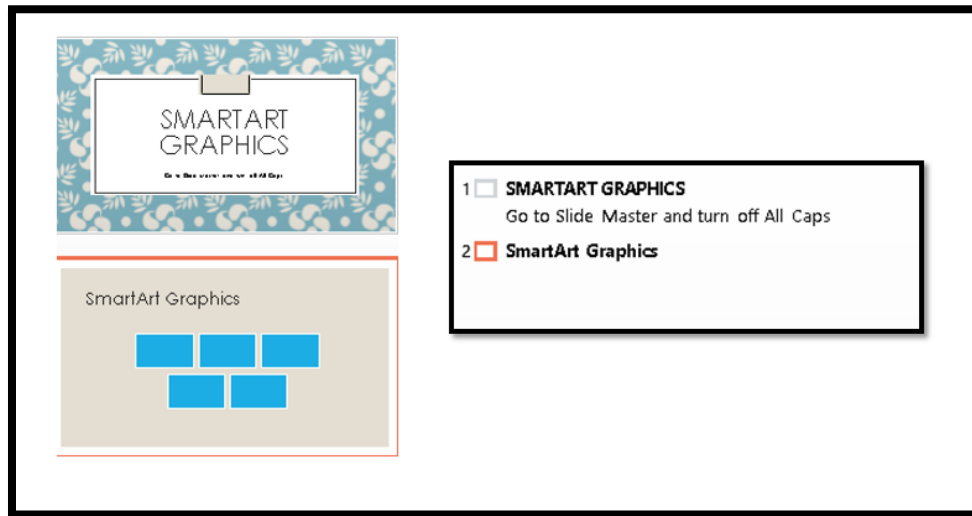 SMARTART
GRAPHICS
SmartArt Graphics
1 SMARTART GRAPHICS
Go to Slide Master and turn off All Caps
2 SmartArt Graphics